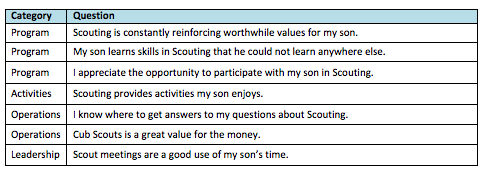 Category Question
Program Scouting is constantly reinforcing worthwhile values for my son.
Program My son learns skills in Scouting that he could not learn anywhere else.
Program I appreciate the opportunity to participate with my son in Scouting.
Activities Scouting provides activities my son enjoys.
Operations I know where to get answers to my questions about Scouting.
Operations Cub Scouts is a great value for the money.
Leadership Scout meetings are a good use of my son's time.